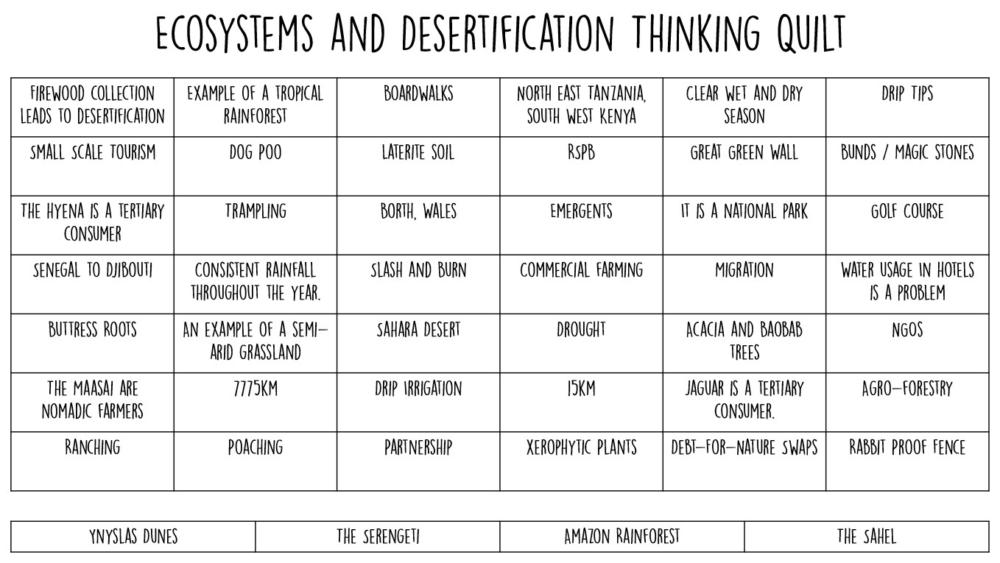 ECOSYSTEMS AND DESERTIFICATION THINKING QUILT
FIREWOOD COLLECTION
LEADS TO DESERTIFICATION
EXAMPLE OF A TROPICAL
RAINFOREST
BOARDWALKS
NORTH EAST TANZANIA,
SOUTH WEST KENYA
CLEAR WET AND DRY
SEASON
DRIP TIPS
SMALL SCALE TOURISM
DOG POO
LATERITE SOIL
RSPB
GREAT GREEN WALL
BUNDS / MAGIC STONES
THE HYENA IS A TERTIARY
CONSUMER
TRAMPLING
BORTH, WALES
EMERGENTS
IT IS A NATIONAL PARK
GOLF COURSE
SENEGAL TO DJIBOUTI
CONSISTENT RAINFALL
THROUGHOUT THE YEAR.
SLASH AND BURN
COMMERCIAL FARMING
MIGRATION
WATER USAGE IN HOTELS
IS A PROBLEM
BUTTRESS ROOTS
AN EXAMPLE OF A SEMI-
ARID GRASSLAND
SAHARA DESERT
DROUGHT
ACACIA AND BAOBAB
TREES
NGOS
THE MAASAI ARE
NOMADIC FARMERS
7775KM
DRIP IRRIGATION
15KM
JAGUAR IS A TERTIARY
CONSUMER.
AGRO-FORESTRY
RANCHING
POACHING
PARTNERSHIP
XEROPHYTIC PLANTS
DEBT-FOR-NATURE SWAPS
RABBIT PROOF FENCE
YNYSLAS DUNES
THE SERENGETI
AMAZON RAINFOREST
THE SAHEL